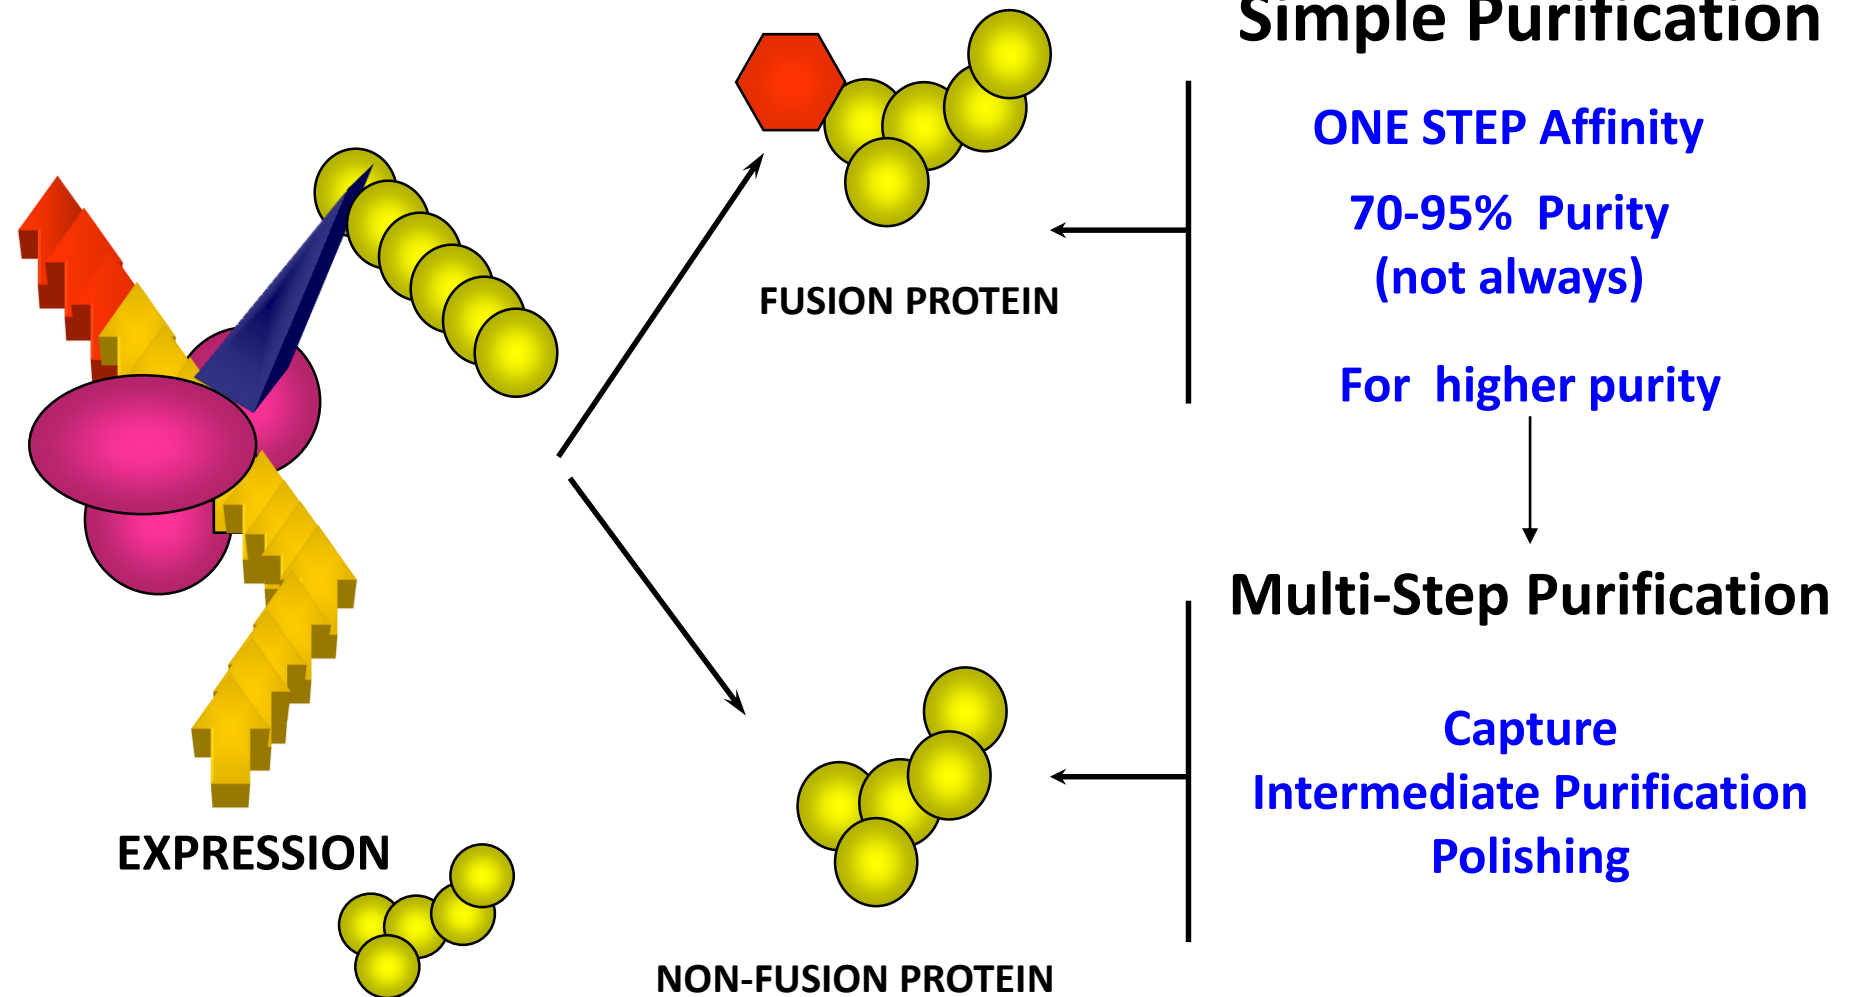 Simple Purification
ONE STEP Affinity
70-95% Purity
(not always)
For higher purity
FUSION PROTEIN
Multi-Step Purification
Capture
Intermediate Purification
Polishing
EXPRESSION
NON-FUSION PROTEIN